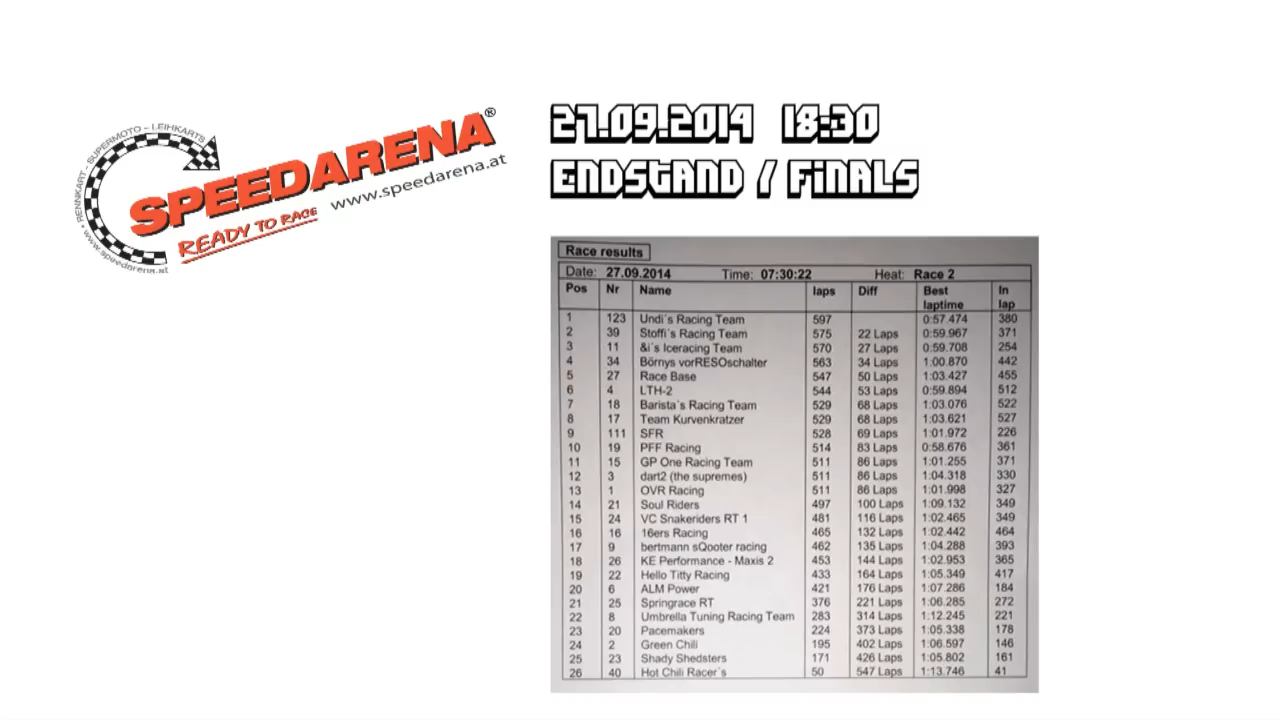 • RENNKART - SUPERMOTO - LEIHKARTS
SPEEDARENA®
READY TO RACE
www.speedarena.at
• www.speedarena.at
27.09.2014 18:30
ENDSTAND / FINALS
Race results
Date: 27.09.2014 Time: 07:30:22 Heat: Race 2
Pos Nr Name laps Diff Best laptime In lap
1 123 Undi´s Racing Team 597 0:57.474 380
2 39 Stoffi´s Racing Team 575 22 Laps 0:59.967 371
3 11 &i´s Iceracing Team 570 27 Laps 0:59.708 254
4 34 Börnys vorRESOschalter 563 34 Laps 1:00.870 442
5 27 Race Base 547 50 Laps 1:03.427 455
6 4 LTH-2 544 53 Laps 0:59.894 512
7 18 Barista´s Racing Team 529 68 Laps 1:03.076 522
8 17 Team Kurvenkratzer 529 68 Laps 1:03.621 527
9 111 SFR 528 69 Laps 1:01.972 226
10 19 PFF Racing 514 83 Laps 0:58.676 361
11 15 GP One Racing Team 511 86 Laps 1:01.255 371
12 3 dart2 (the supremes) 511 86 Laps 1:04.318 330
13 1 OVR Racing 511 86 Laps 1:01.998 327
14 21 Soul Riders 497 100 Laps 1:09.132 349
15 24 VC Snakeriders RT 1 481 116 Laps 1:02.465 349
16 16 16ers Racing 465 132 Laps 1:02.442 464
17 9 bertmann sQooter racing 462 135 Laps 1:04.288 393
18 26 KE Performance - Maxis 2 453 144 Laps 1:02.953 365
19 22 Hello Titty Racing 433 164 Laps 1:05.349 417
20 6 ALM Power 421 176 Laps 1:07.286 184
21 25 Springrace RT 376 221 Laps 1:06.285 272
22 8 Umbrella Tuning Racing Team 283 314 Laps 1:12.245 221
23 20 Pacemakers 224 373 Laps 1:05.338 178
24 2 Green Chili 195 402 Laps 1:06.597 146
25 23 Shady Shedsters 171 426 Laps 1:05.802 161
26 40 Hot Chili Racer´s 50 547 Laps 1:13.746 41